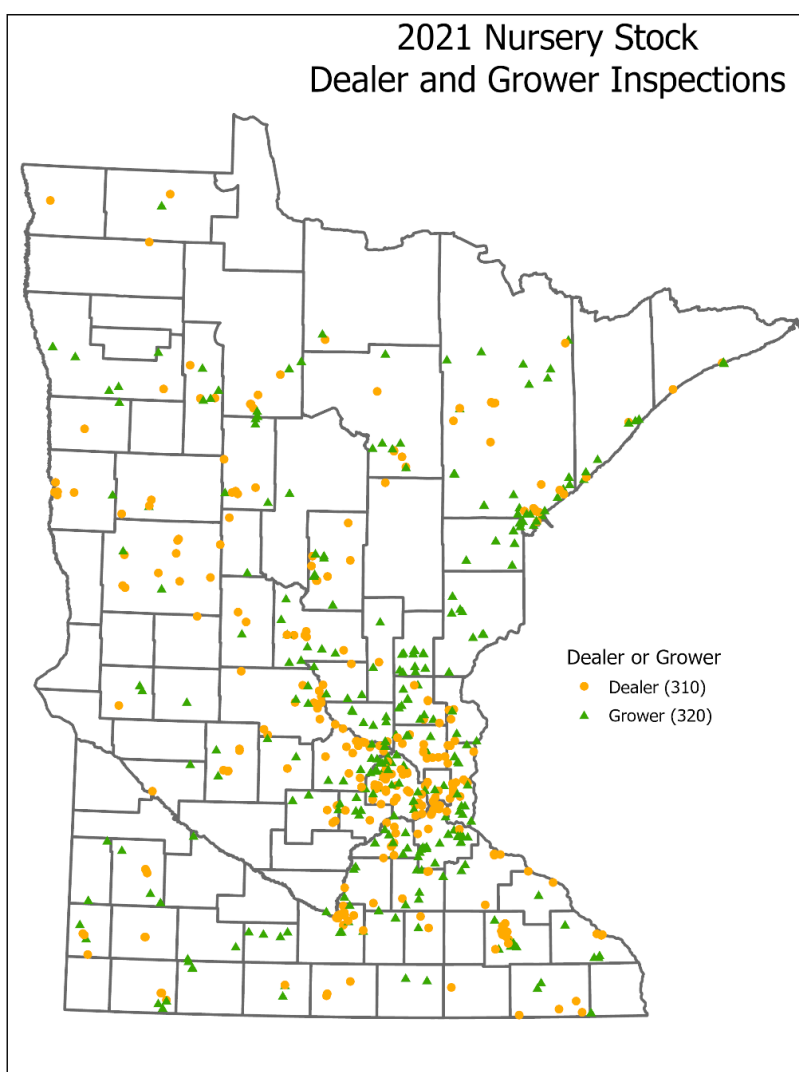 2021 Nursery Stock
Dealer and Grower Inspections
Dealer or Grower
Dealer (310)
Grower (320)